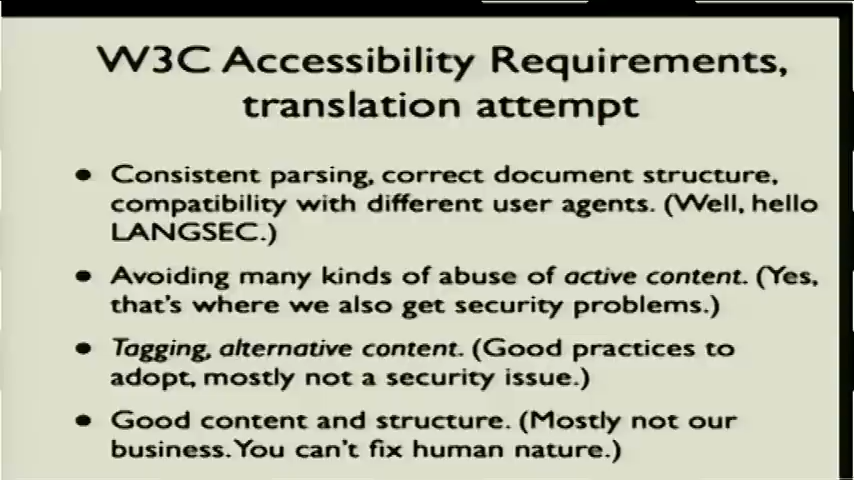 W3C Accessibility Requirements,
translation attempt
• Consistent parsing, correct document structure,
compatibility with different user agents. (Well, hello
LANGSEC.)
• Avoiding many kinds of abuse of active content. (Yes,
that's where we also get security problems.)
• Tagging, alternative content. (Good practices to
adopt, mostly not a security issue.)
• Good content and structure. (Mostly not our
business. You can't fix human nature.)